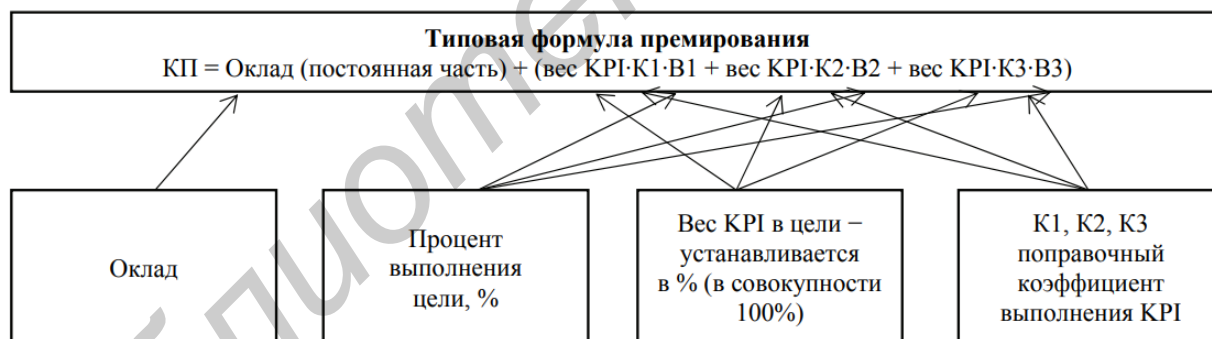 Типовая формула премирования
КП = Оклад (постоянная часть) + (вес KPI·К1·В1 + вес KPI·К2·В2 + вес KPI·К3·В3)
Оклад
Процент
выполнения
цели, %
Вес KPI в цели −
устанавливается
в % (в совокупности
100%)
К1, К2, К3
поправочный
коэффициент
выполнения KPI